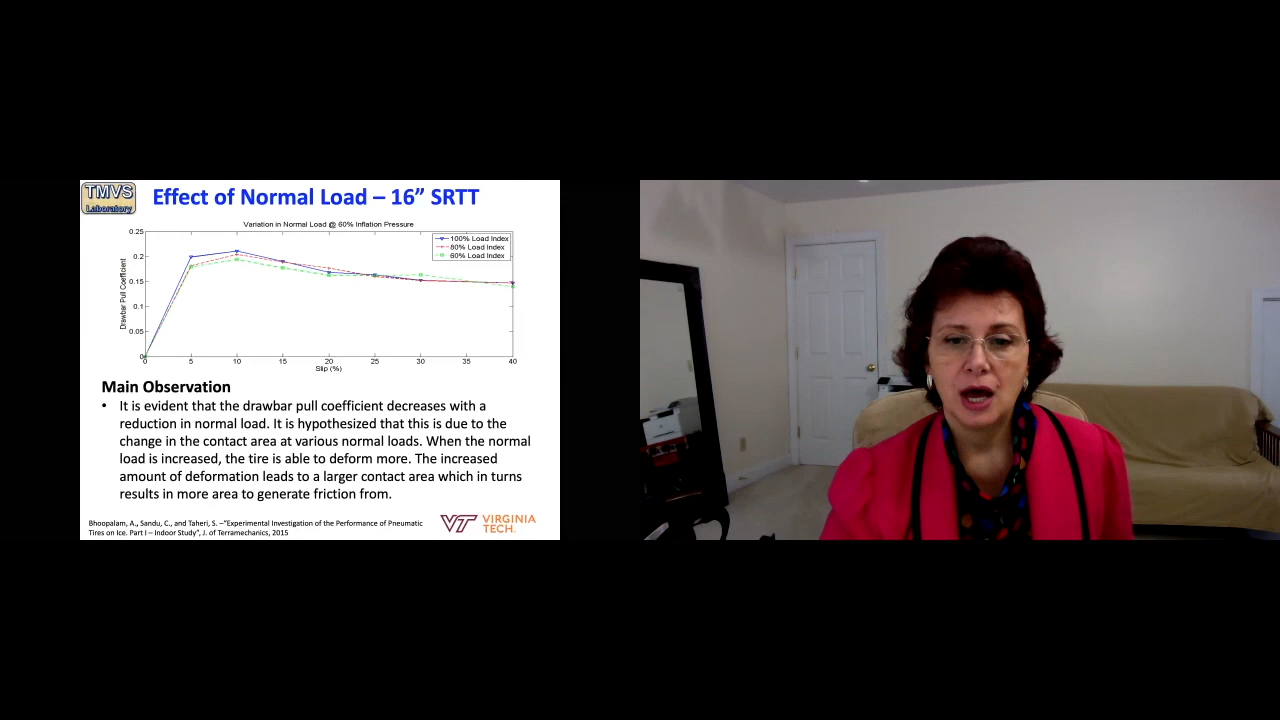 TMVS
Laboratory
Effect of Normal Load – 16” SRTT
Variation in Normal Load @ 60% Inflation Pressure
0.25
0.2
0.15
0.1
0.05
0
Drawbar Pull Coefficient
100% Load Index
80% Load Index
60% Load Index
0 5 10 15 20 25 30 35 40
Slip (%)
Main Observation
• It is evident that the drawbar pull coefficient decreases with a
reduction in normal load. It is hypothesized that this is due to the
change in the contact area at various normal loads. When the normal
load is increased, the tire is able to deform more. The increased
amount of deformation leads to a larger contact area which in turns
results in more area to generate friction from.
Bhoopalam, A., Sandu, C., and Taheri, S. –“Experimental Investigation of the Performance of Pneumatic
Tires on Ice. Part I – Indoor Study”, J. of Terramechanics, 2015
VT VIRGINIA
TECH.